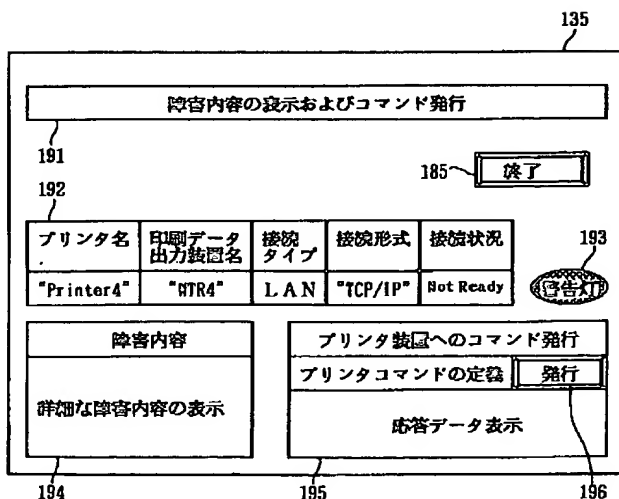 135
障害内容の表示およびコマンド発行
191
185
終了
192
193
プリンタ名 印刷データ 接続 接続形式 接続状況
出力装置名 タイプ
"Printer4" "WTR4" LAN "TCP/IP" Not Ready 警告灯
障害内容 プリンタ装置へのコマンド発行
プリンタコマンドの定義 発行
詳細な障害内容の表示
応答データ表示
194 195 196